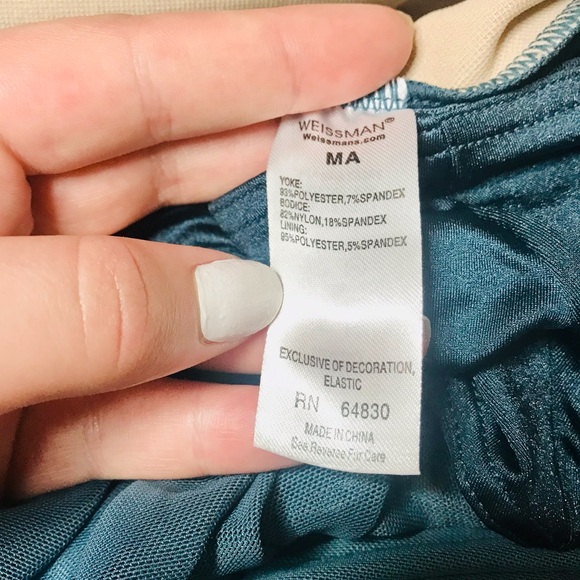 WEISSMAN®
Weissmans.com
MA
YOKE:
93%POLYESTER,7%SPANDEX
BODICE:
82%NYLON,18%SPANDEX
LINING:
95%POLYESTER,5%SPANDEX
EXCLUSIVE OF DECORATION,
ELASTIC
RN 64830
MADE IN CHINA
See Reverse For Care